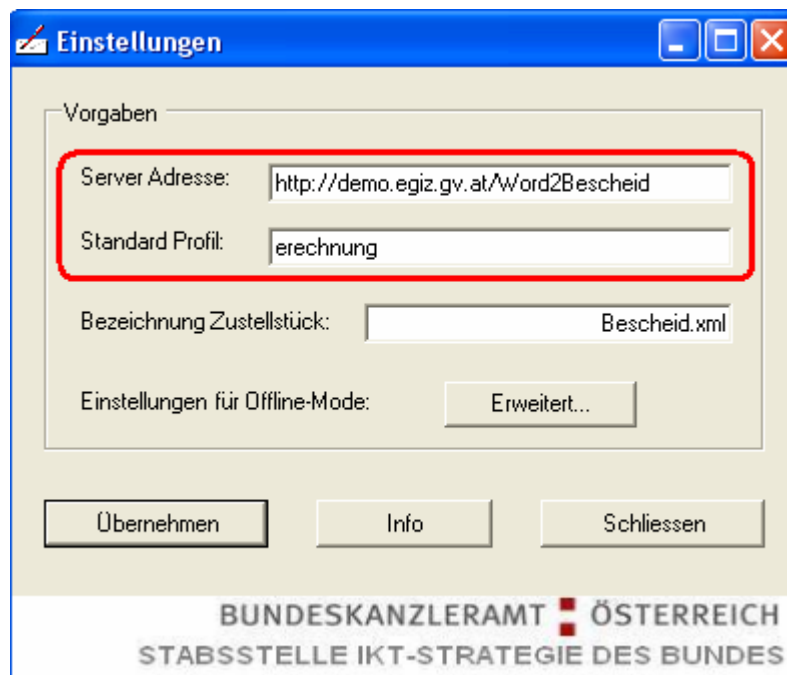 Einstellungen
Vorgaben
Server Adresse: http://demo.egiz.gv.at/Word2Bescheid
Standard Profil: erechnung
Bezeichnung Zustellstück: Bescheid.xml
Einstellungen für Offline-Mode: Erweitert...
Übernehmen Info Schliessen
BUNDESKANZLERAMT ÖSTERREICH
STABSSTELLE IKT-STRATEGIE DES BUNDES